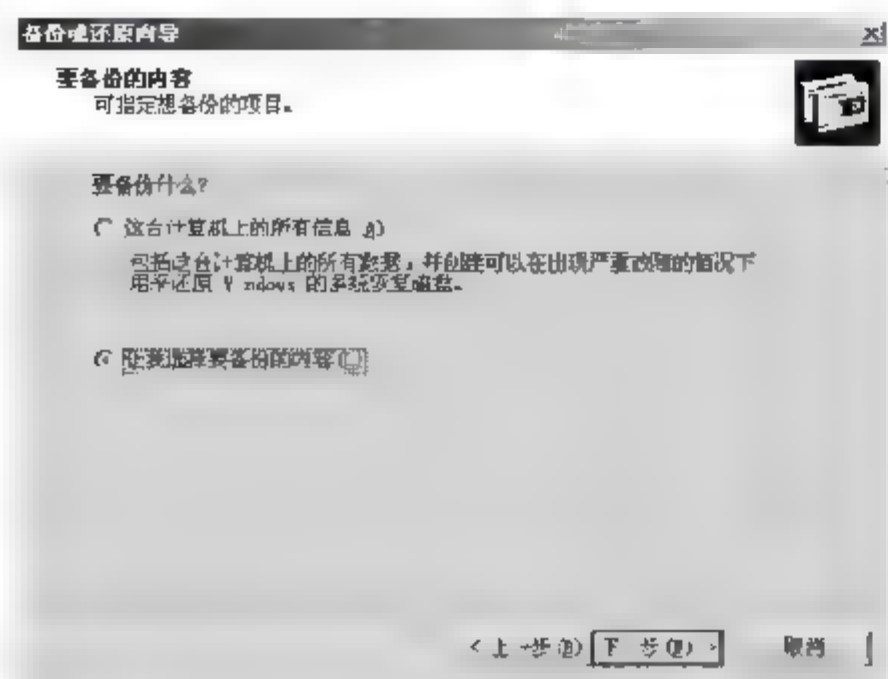 备份或还原向导
要备份的内容
可指定想备份的项目。
要备份什么?
这台计算机上的所有信息(A)
包括这台计算机上的所有数据，并创建可以在出现严重故障的情况下
用来还原 Windows 的系统恢复磁盘。
让我选择要备份的内容(L)
< 上一步(B)
下一步(N) >
取消